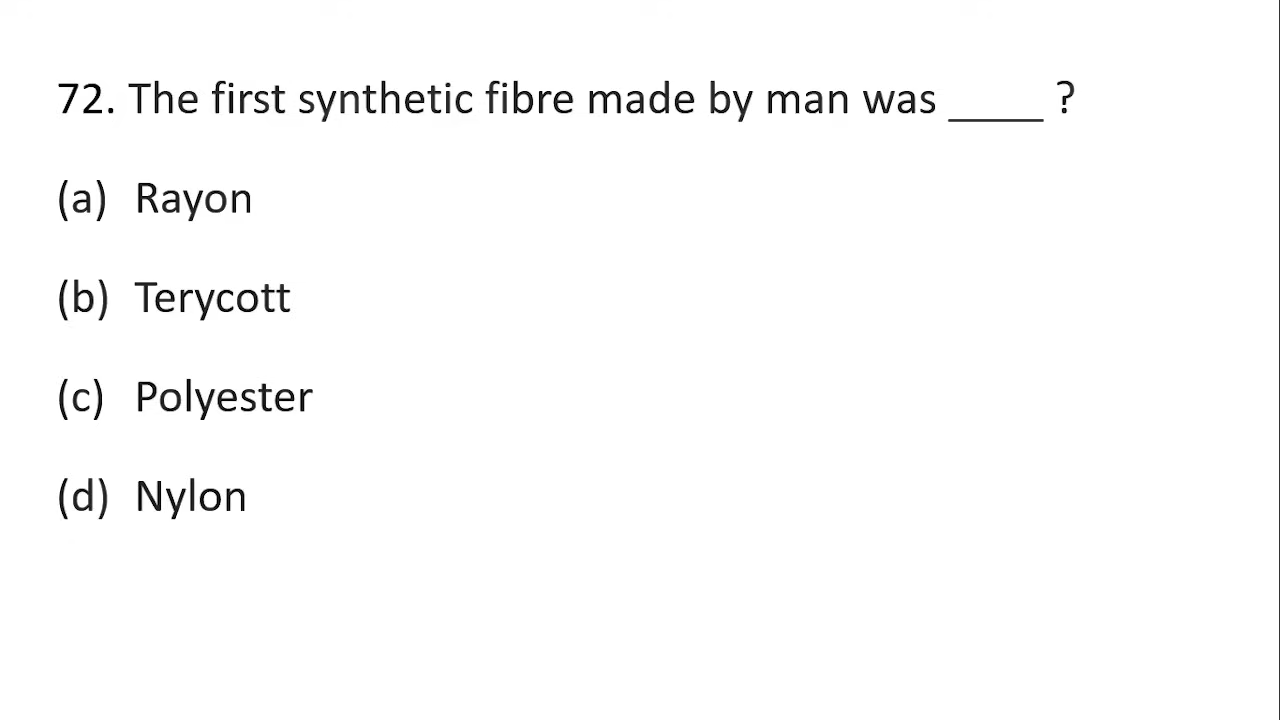 72. The first synthetic fibre made by man was _____ ?
(a) Rayon
(b) Terycott
(c) Polyester
(d) Nylon